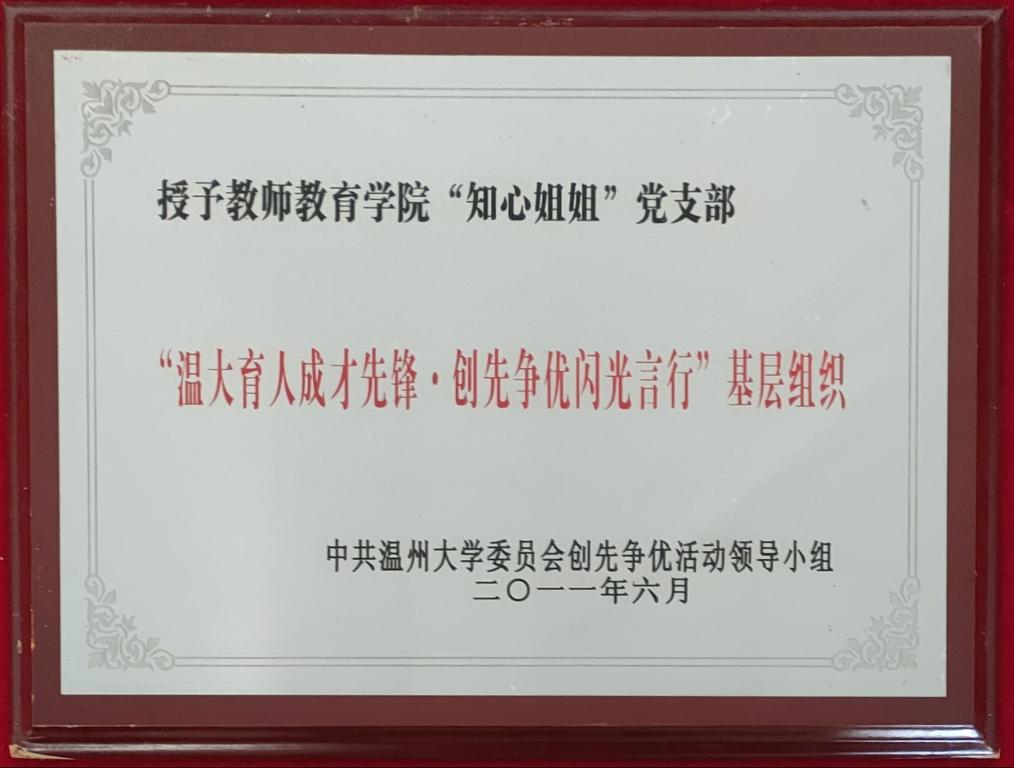 授予教师教育学院“知心姐姐”党支部
“温大育人成才先锋·创先争优闪光言行”基层组织
中共温州大学委员会创先争优活动领导小组
二〇一一年六月